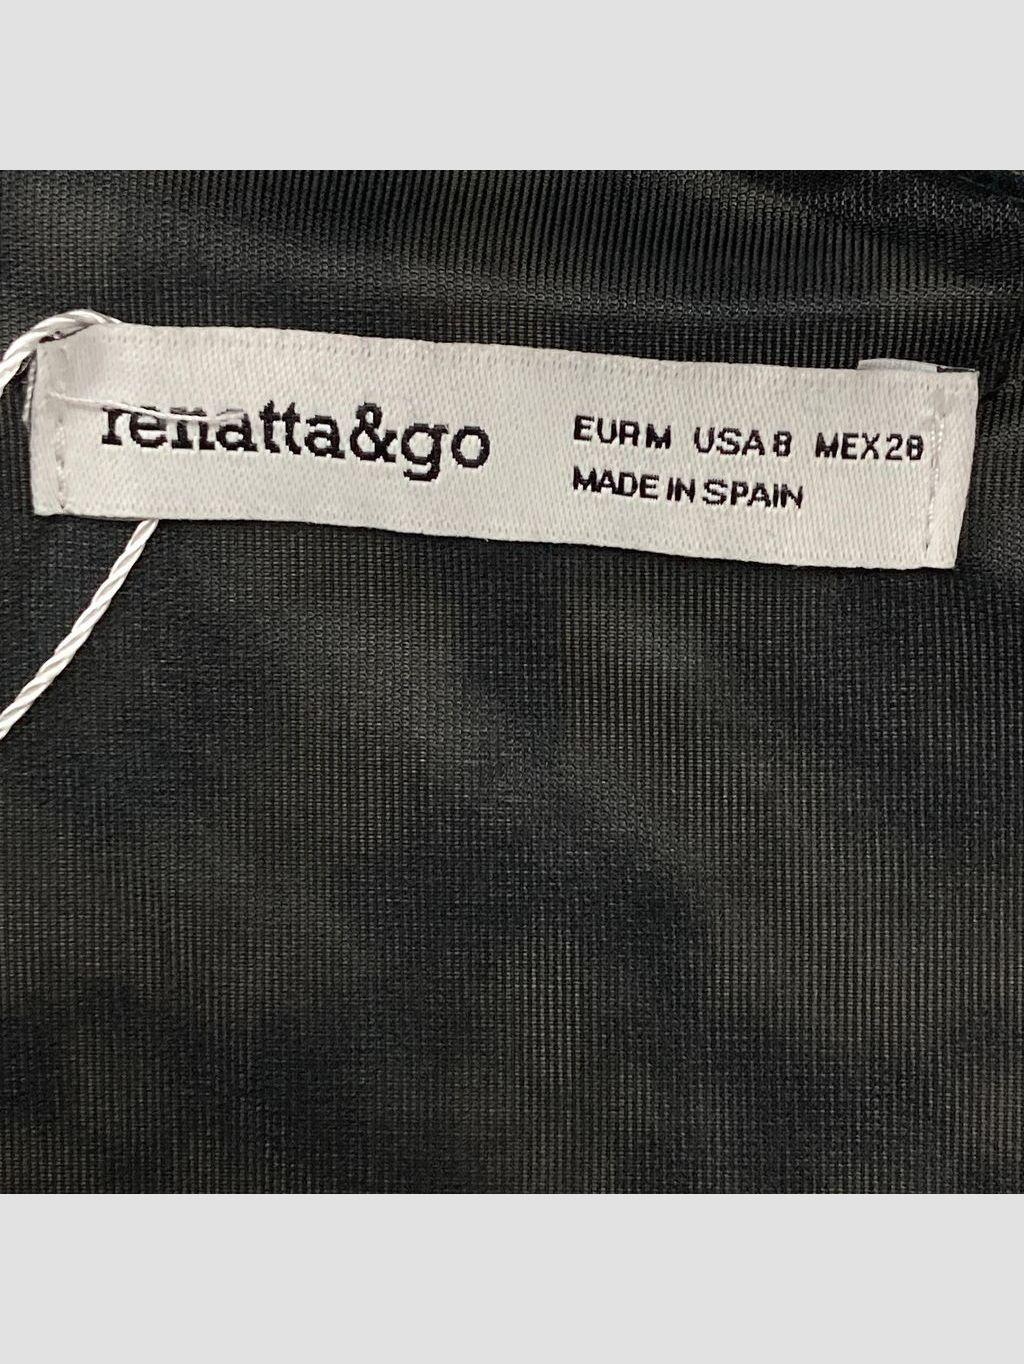 renatta&go
EUR M USA 8 MEX 28
MADE IN SPAIN